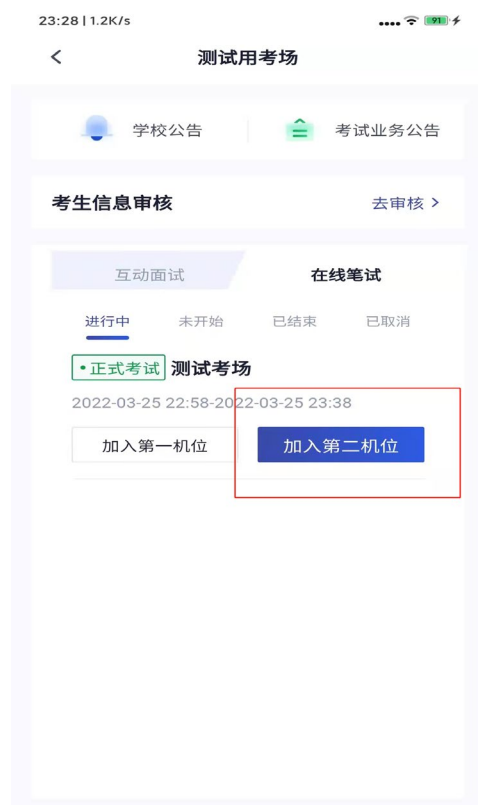 23:28 | 1.2K/s 91
测试用考场
学校公告 考试业务公告
考生信息审核 去审核 >
互动面试 在线笔试
进行中 未开始 已结束 已取消
•正式考试 测试考场
2022-03-25 22:58-2022-03-25 23:38
加入第一机位 加入第二机位